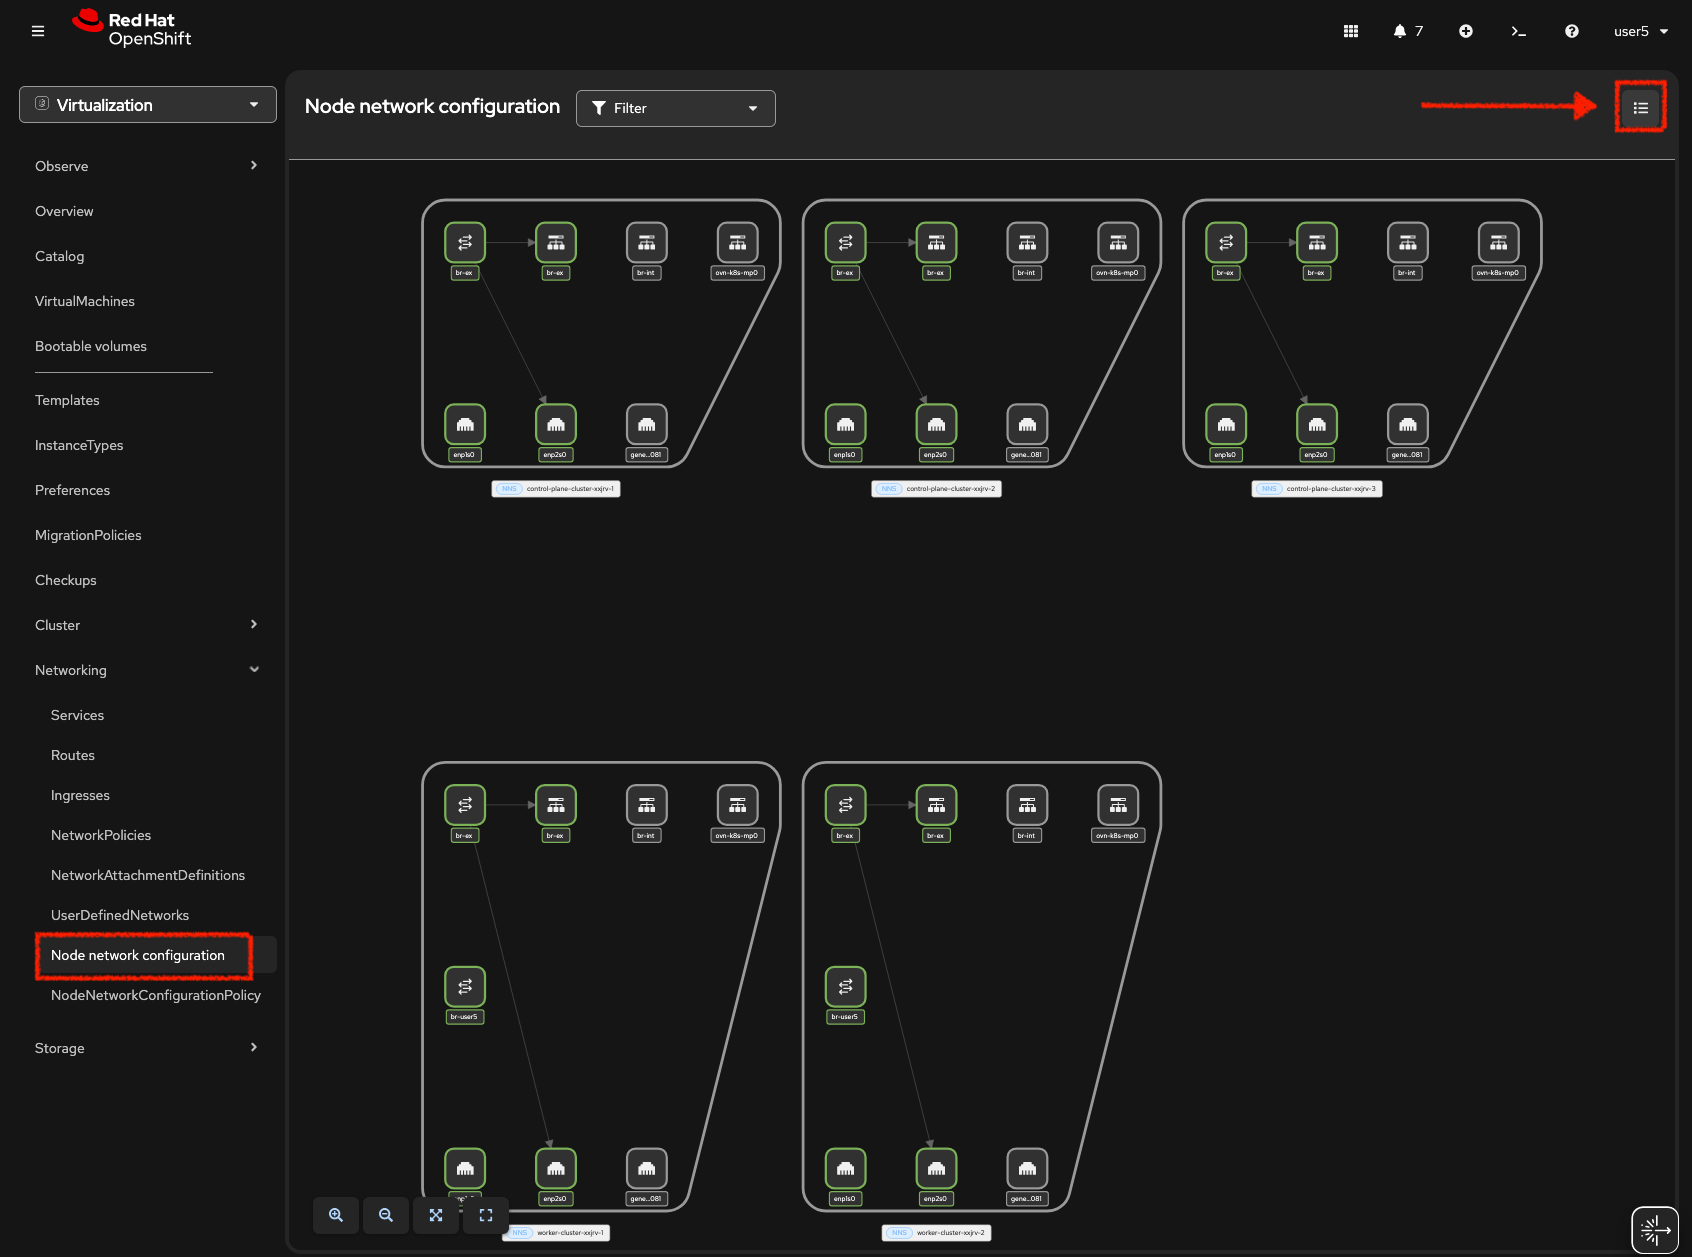 Red Hat
OpenShift
7
user5
Virtualization
Node network configuration
Filter
Observe
Overview
Catalog
VirtualMachines
Bootable volumes
Templates
InstanceTypes
Preferences
MigrationPolicies
Checkups
Cluster
Networking
Services
Routes
Ingresses
NetworkPolicies
NetworkAttachmentDefinitions
UserDefinedNetworks
Node network configuration
NodeNetworkConfigurationPolicy
Storage
br-ex br-ex br-int ovn-k8s-mp0
enp1s0 enp2s0 gene...081
NNS control-plane-cluster-xxjrv-1
br-ex br-ex br-int ovn-k8s-mp0
enp1s0 enp2s0 gene...081
NNS control-plane-cluster-xxjrv-2
br-ex br-ex br-int ovn-k8s-mp0
enp1s0 enp2s0 gene...081
NNS control-plane-cluster-xxjrv-3
br-ex br-ex br-int ovn-k8s-mp0
br-user5
enp2s0 gene...081
NNS worker-cluster-xxjrv-1
br-ex br-ex br-int ovn-k8s-mp0
br-user5
enp1s0 enp2s0 gene...081
NNS worker-cluster-xxjrv-2